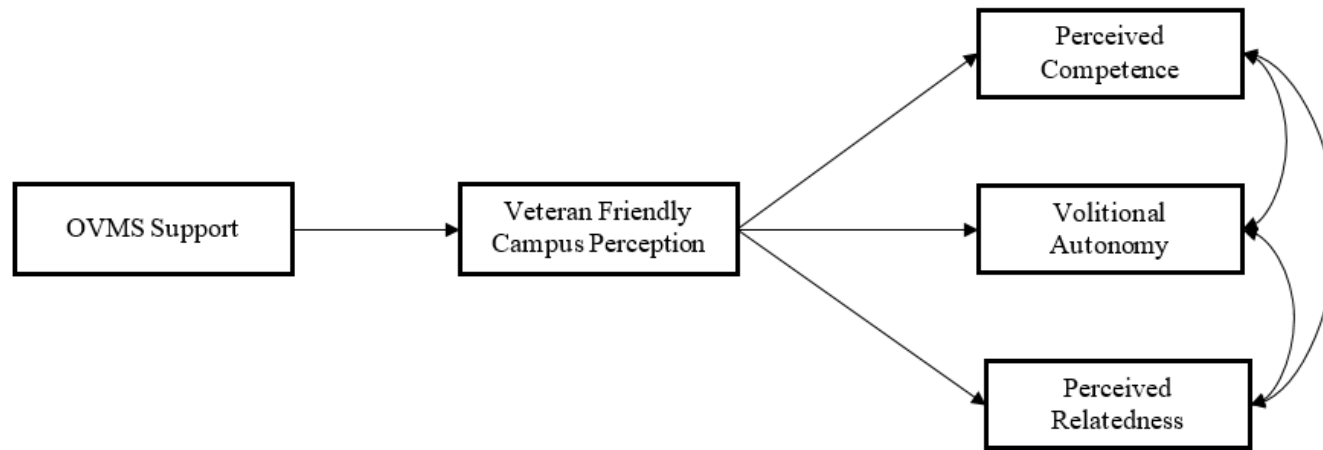 OVMS Support
Veteran Friendly
Campus Perception
Perceived
Competence
Volitional
Autonomy
Perceived
Relatedness